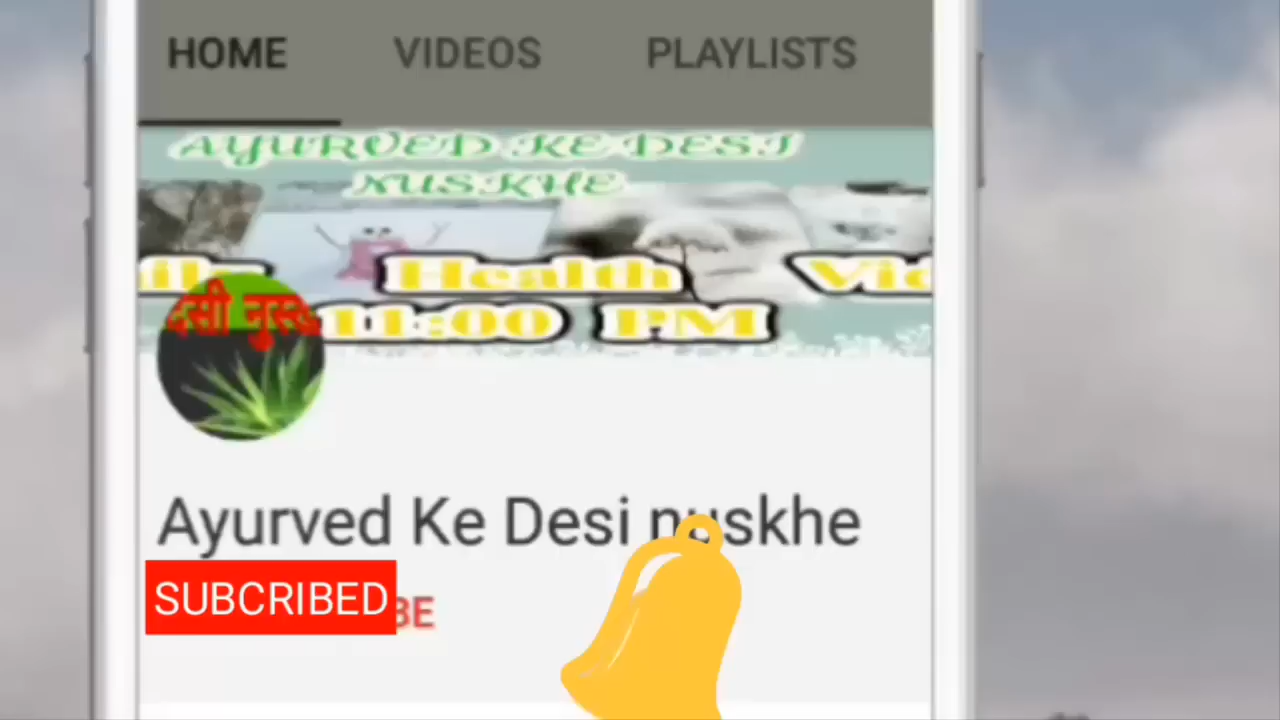 HOME VIDEOS PLAYLISTS
AYURVED KE DESI
NUSKHE
Health
11:00 PM
Ayurved Ke Desi nuskhe
SUBCRIBED